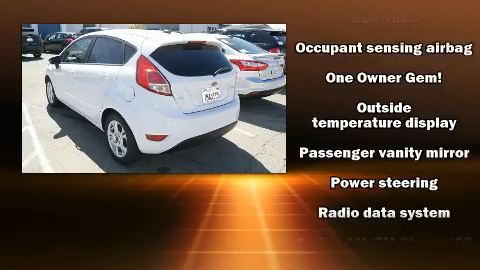 Occupant sensing airbag
One Owner Gem!
Outside
temperature display
Passenger vanity mirror
Power steering
Radio data system